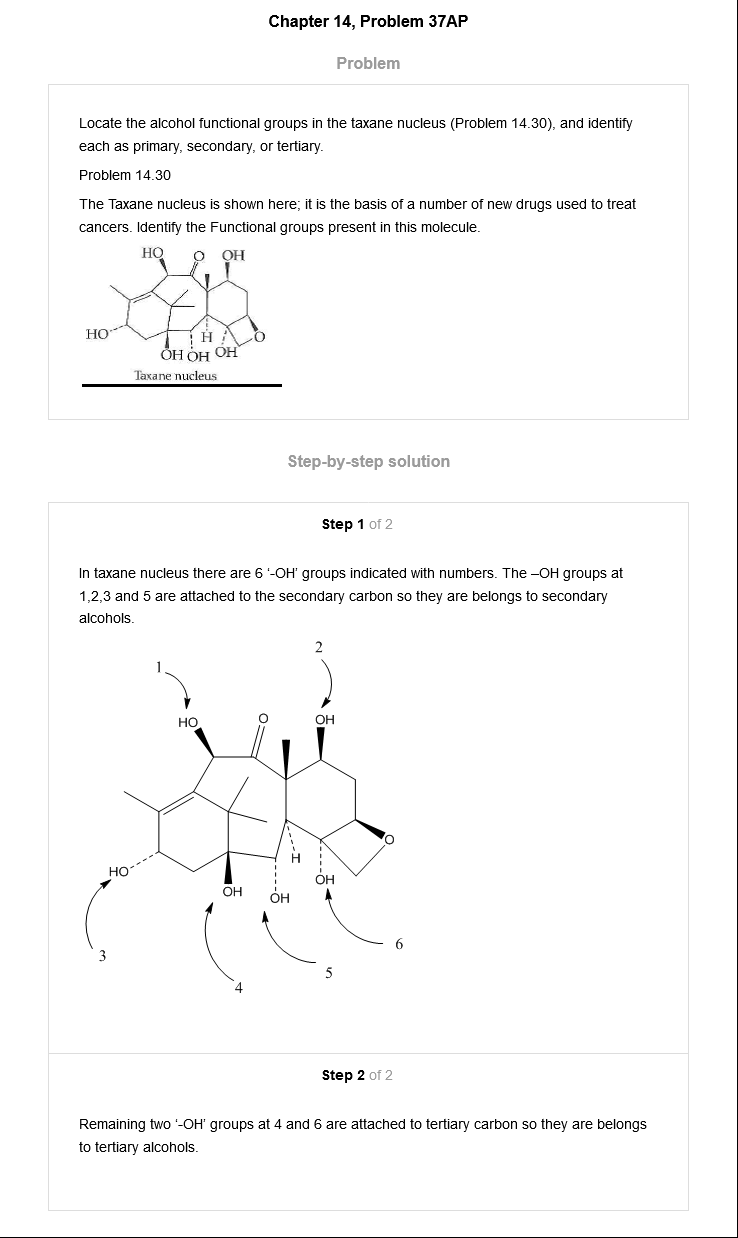 Chapter 14, Problem 37AP
Problem
Locate the alcohol functional groups in the taxane nucleus (Problem 14.30), and identify
each as primary, secondary, or tertiary.
Problem 14.30
The Taxane nucleus is shown here; it is the basis of a number of new drugs used to treat
cancers. Identify the Functional groups present in this molecule.
HO O OH
HO
H O
OH OH OH
Taxane nucleus
Step-by-step solution
Step 1 of 2
In taxane nucleus there are 6 '-OH' groups indicated with numbers. The –OH groups at
1,2,3 and 5 are attached to the secondary carbon so they are belongs to secondary
alcohols.
2
1
HO O OH
O
H
HO
OH OH OH
6
3
5
4
Step 2 of 2
Remaining two '-OH' groups at 4 and 6 are attached to tertiary carbon so they are belongs
to tertiary alcohols.